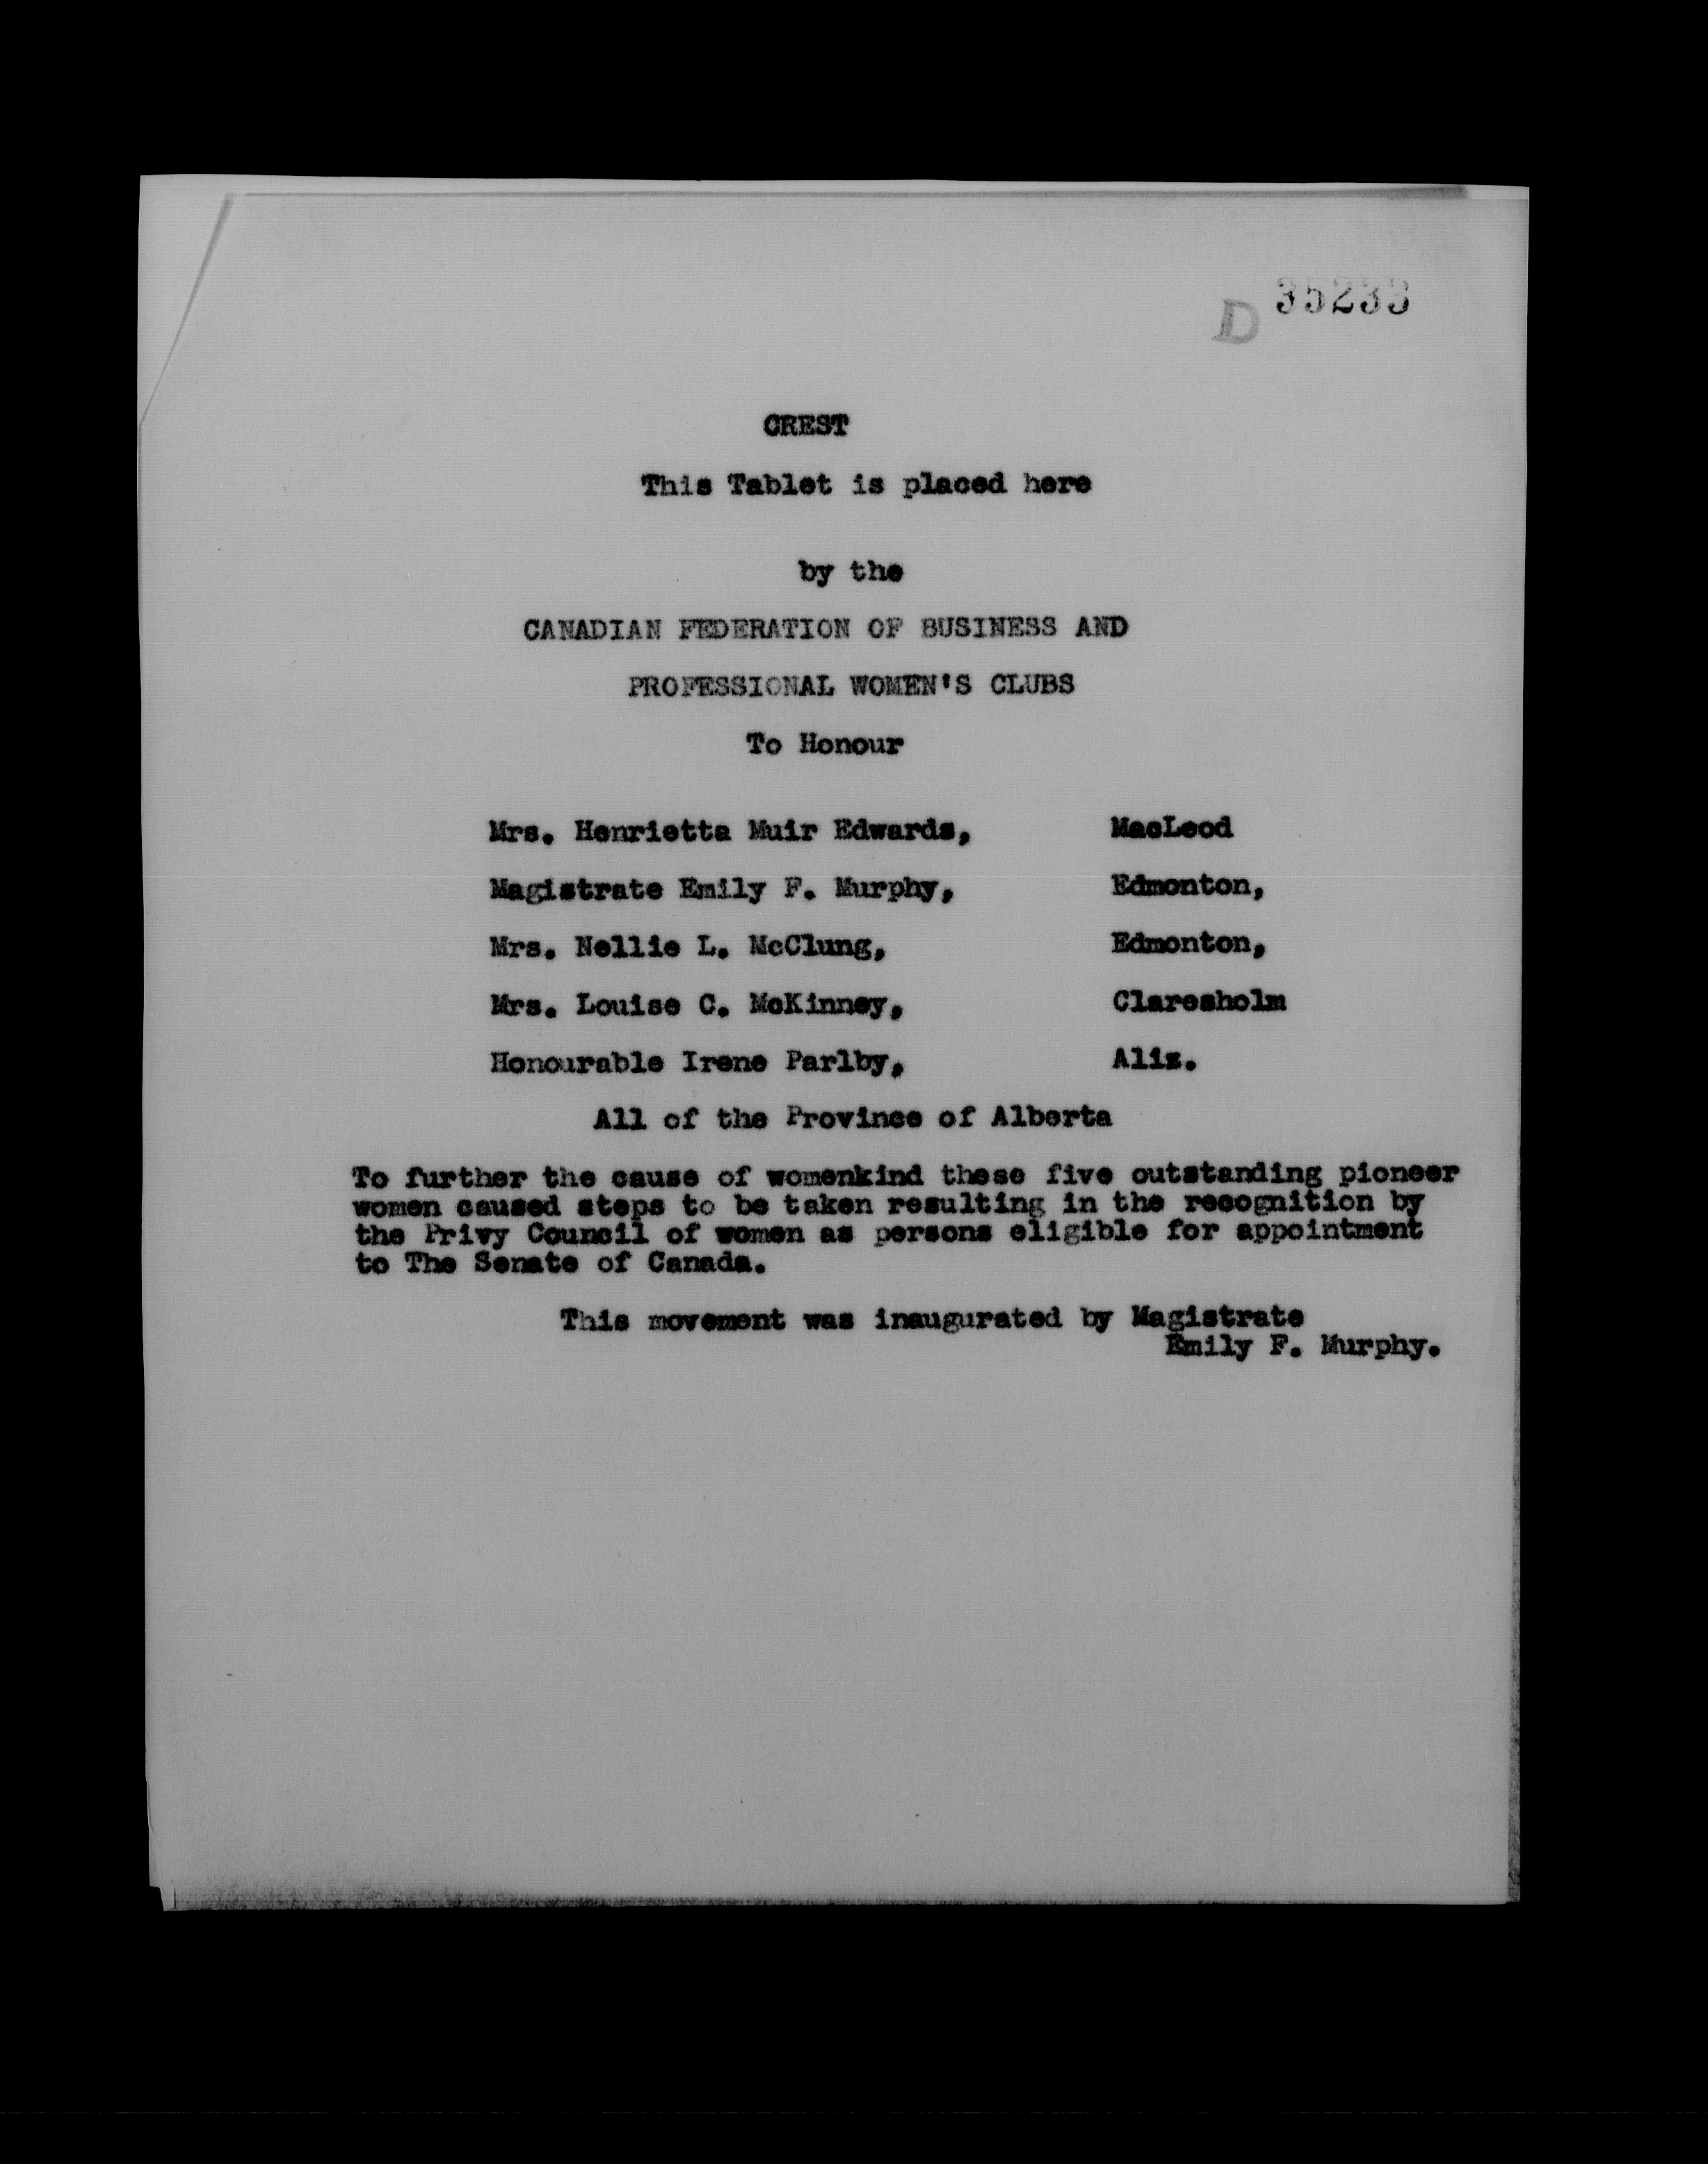 D 35233
CREST
This Tablet is placed here
by the
CANADIAN FEDERATION OF BUSINESS AND
PROFESSIONAL WOMEN'S CLUBS
To Honour
Mrs. Henrietta Muir Edwards, MacLeod
Magistrate Emily F. Murphy, Edmonton,
Mrs. Nellie L. McClung, Edmonton,
Mrs. Louise C. McKinney, Claresholm
Honourable Irene Parlby, Alix.
All of the Province of Alberta
To further the cause of womenkind these five outstanding pioneer
women caused steps to be taken resulting in the recognition by
the Privy Council of women as persons eligible for appointment
to The Senate of Canada.
This movement was inaugurated by Magistrate
Emily F. Murphy.